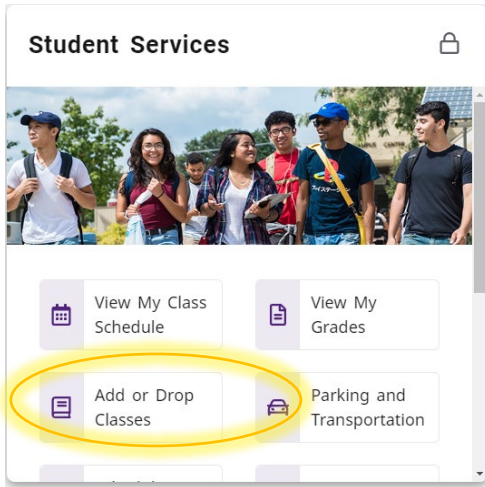 Student Services
View My Class
Schedule
View My
Grades
Add or Drop
Classes
Parking and
Transportation